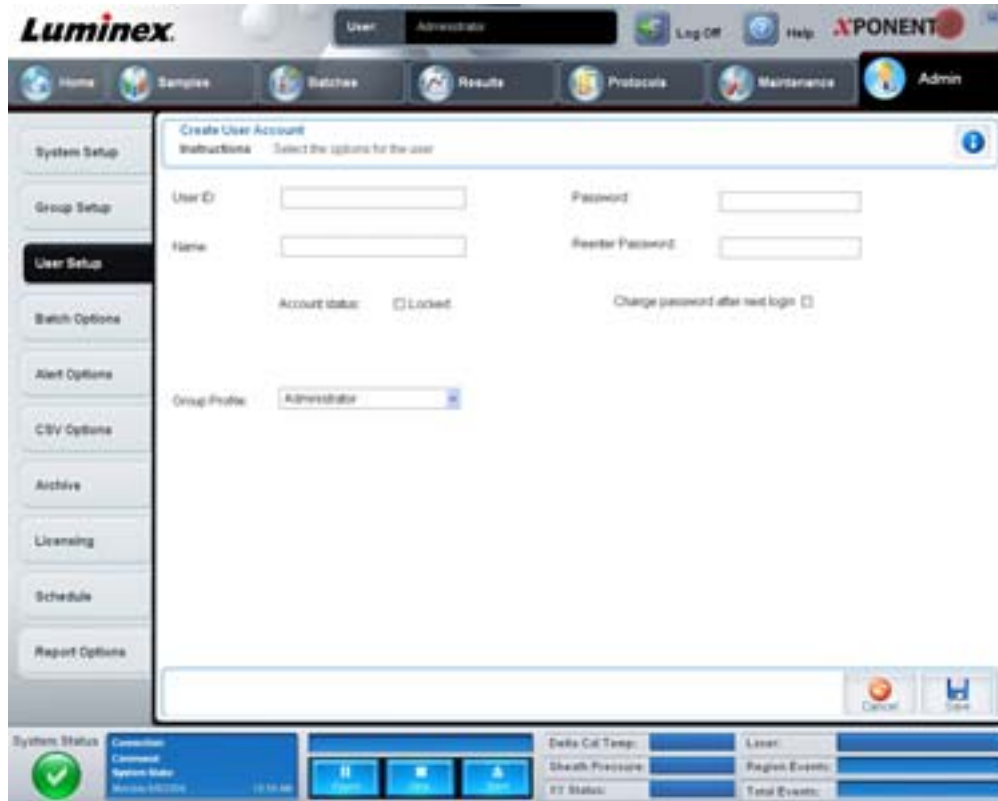 Luminex.
User: Administrator
Log Off
Help
XPONENT
Home
Samples
Batches
Results
Protocols
Maintenance
Admin
System Setup
Group Setup
User Setup
Batch Options
Alert Options
CSV Options
Archive
Licensing
Schedule
Report Options
Create User Account
Instructions Select the options for the user
User ID:
Password:
Name:
Reenter Password:
Account status: Locked
Change password after next login
Group Profile: Administrator
Cancel
Save
System Status
Connection:
Command:
System State:
Delta Cal Temp:
Laser:
Sheath Pressure:
Region Events:
XY Status:
Total Events: